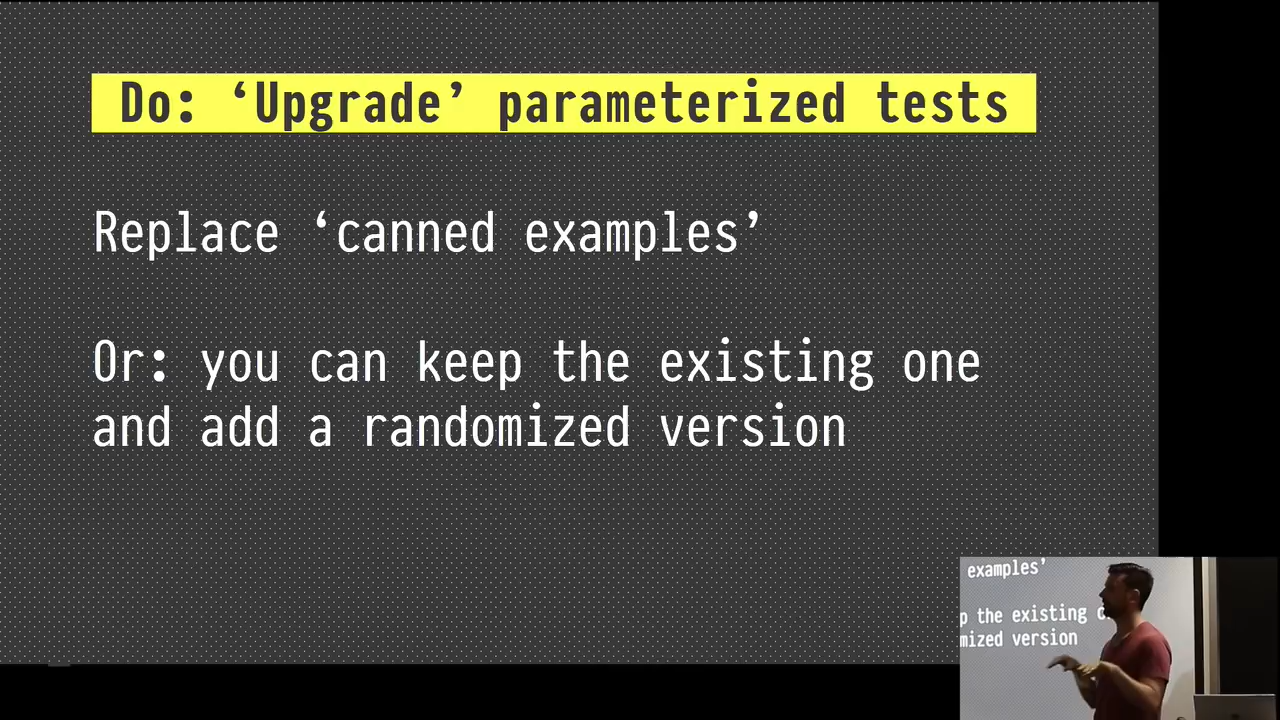 Do: ‘Upgrade’ parameterized tests
Replace ‘canned examples’
Or: you can keep the existing one
and add a randomized version
examples’
p the existing o
mized version